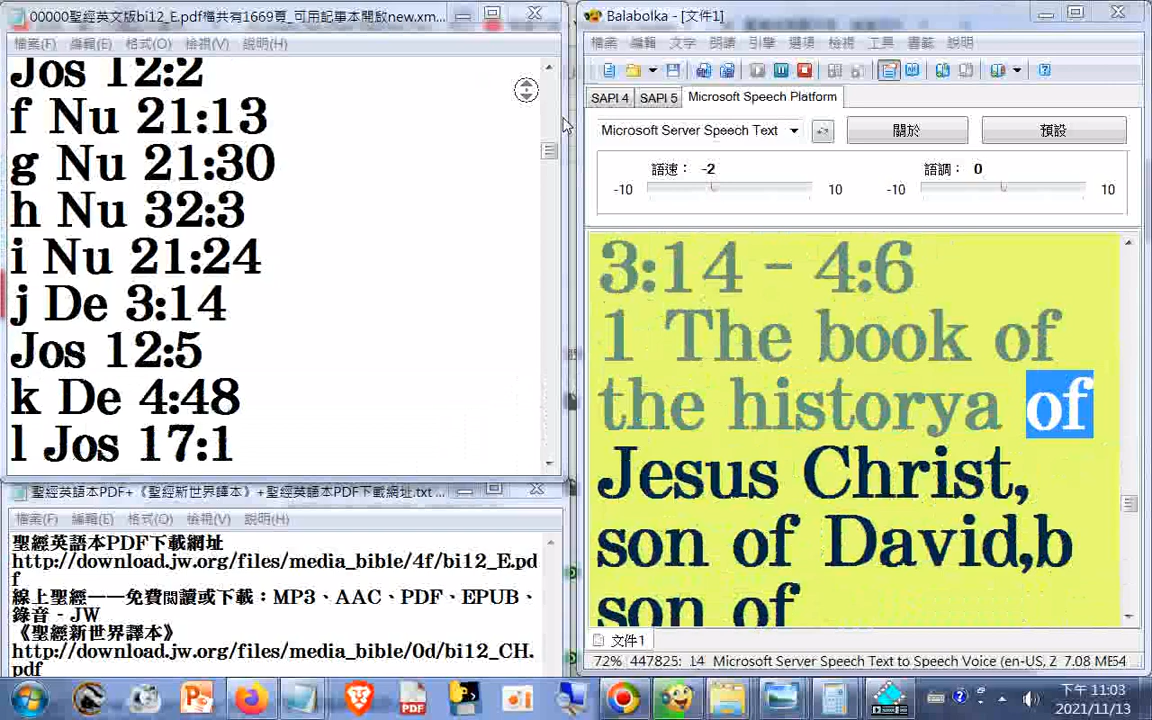 00000聖經英文版bi12_E.pdf檔共有1669頁_可用記事本開啟new.xm...
檔案(F) 編輯(E) 格式(O) 檢視(V) 說明(H)
Jos 12:2
f Nu 21:13
g Nu 21:30
h Nu 32:3
i Nu 21:24
j De 3:14
Jos 12:5
k De 4:48
l Jos 17:1
聖經英語本PDF+《聖經新世界譯本》+聖經英語本PDF下載網址.txt ...
檔案(F) 編輯(E) 格式(O) 檢視(V) 說明(H)
聖經英語本PDF下載網址
http://download.jw.org/files/media_bible/4f/bi12_E.pd
f
線上聖經——免費閱讀或下載：MP3、AAC、PDF、EPUB、
錄音 - JW
《聖經新世界譯本》
http://download.jw.org/files/media_bible/0d/bi12_CH.
pdf
Balabolka - [文件1]
檔案 編輯 文字 朗讀 引擎 選項 檢視 工具 書籤 說明
SAPI 4 SAPI 5 Microsoft Speech Platform
Microsoft Server Speech Text 關於 預設
語速： -2 語調： 0
-10 10 -10 10
3:14 - 4:6
1 The book of
the historya of
Jesus Christ,
son of David,b
son of
文件1
72% 447825: 14 Microsoft Server Speech Text to Speech Voice (en-US, Z 7.08 ME54
下午 11:03
2021/11/13